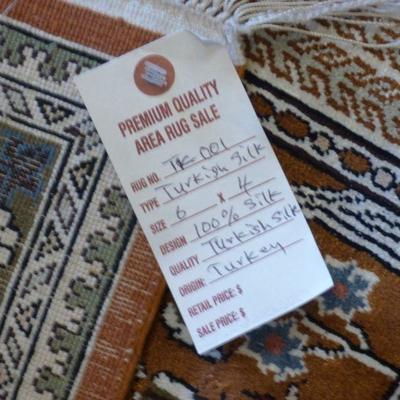 PREMIUM QUALITY
AREA RUG SALE
RUG NO. TK-001
TYPE Turkish Silk
SIZE 6 X 4
DESIGN 100% Silk
QUALITY Turkish Silk
ORIGIN: Turkey
RETAIL PRICE: $
SALE PRICE: $